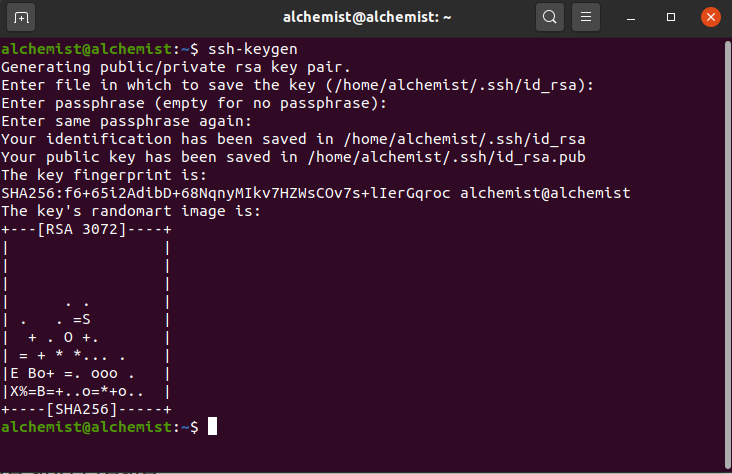 alchemist@alchemist: ~
alchemist@alchemist:~$ ssh-keygen
Generating public/private rsa key pair.
Enter file in which to save the key (/home/alchemist/.ssh/id_rsa):
Enter passphrase (empty for no passphrase):
Enter same passphrase again:
Your identification has been saved in /home/alchemist/.ssh/id_rsa
Your public key has been saved in /home/alchemist/.ssh/id_rsa.pub
The key fingerprint is:
SHA256:f6+65i2AdibD+68NqnyMIkv7HZWsCOv7s+lIerGqroc alchemist@alchemist
The key's randomart image is:
+---[RSA 3072]----+
|                 |
|                 |
|                 |
|      . .        |
| .   . =S        |
|  + . O +.       |
| = + * *... .    |
|E Bo+ =. ooo .   |
|X%=B=+..o=*+o..  |
+----[SHA256]-----+
alchemist@alchemist:~$